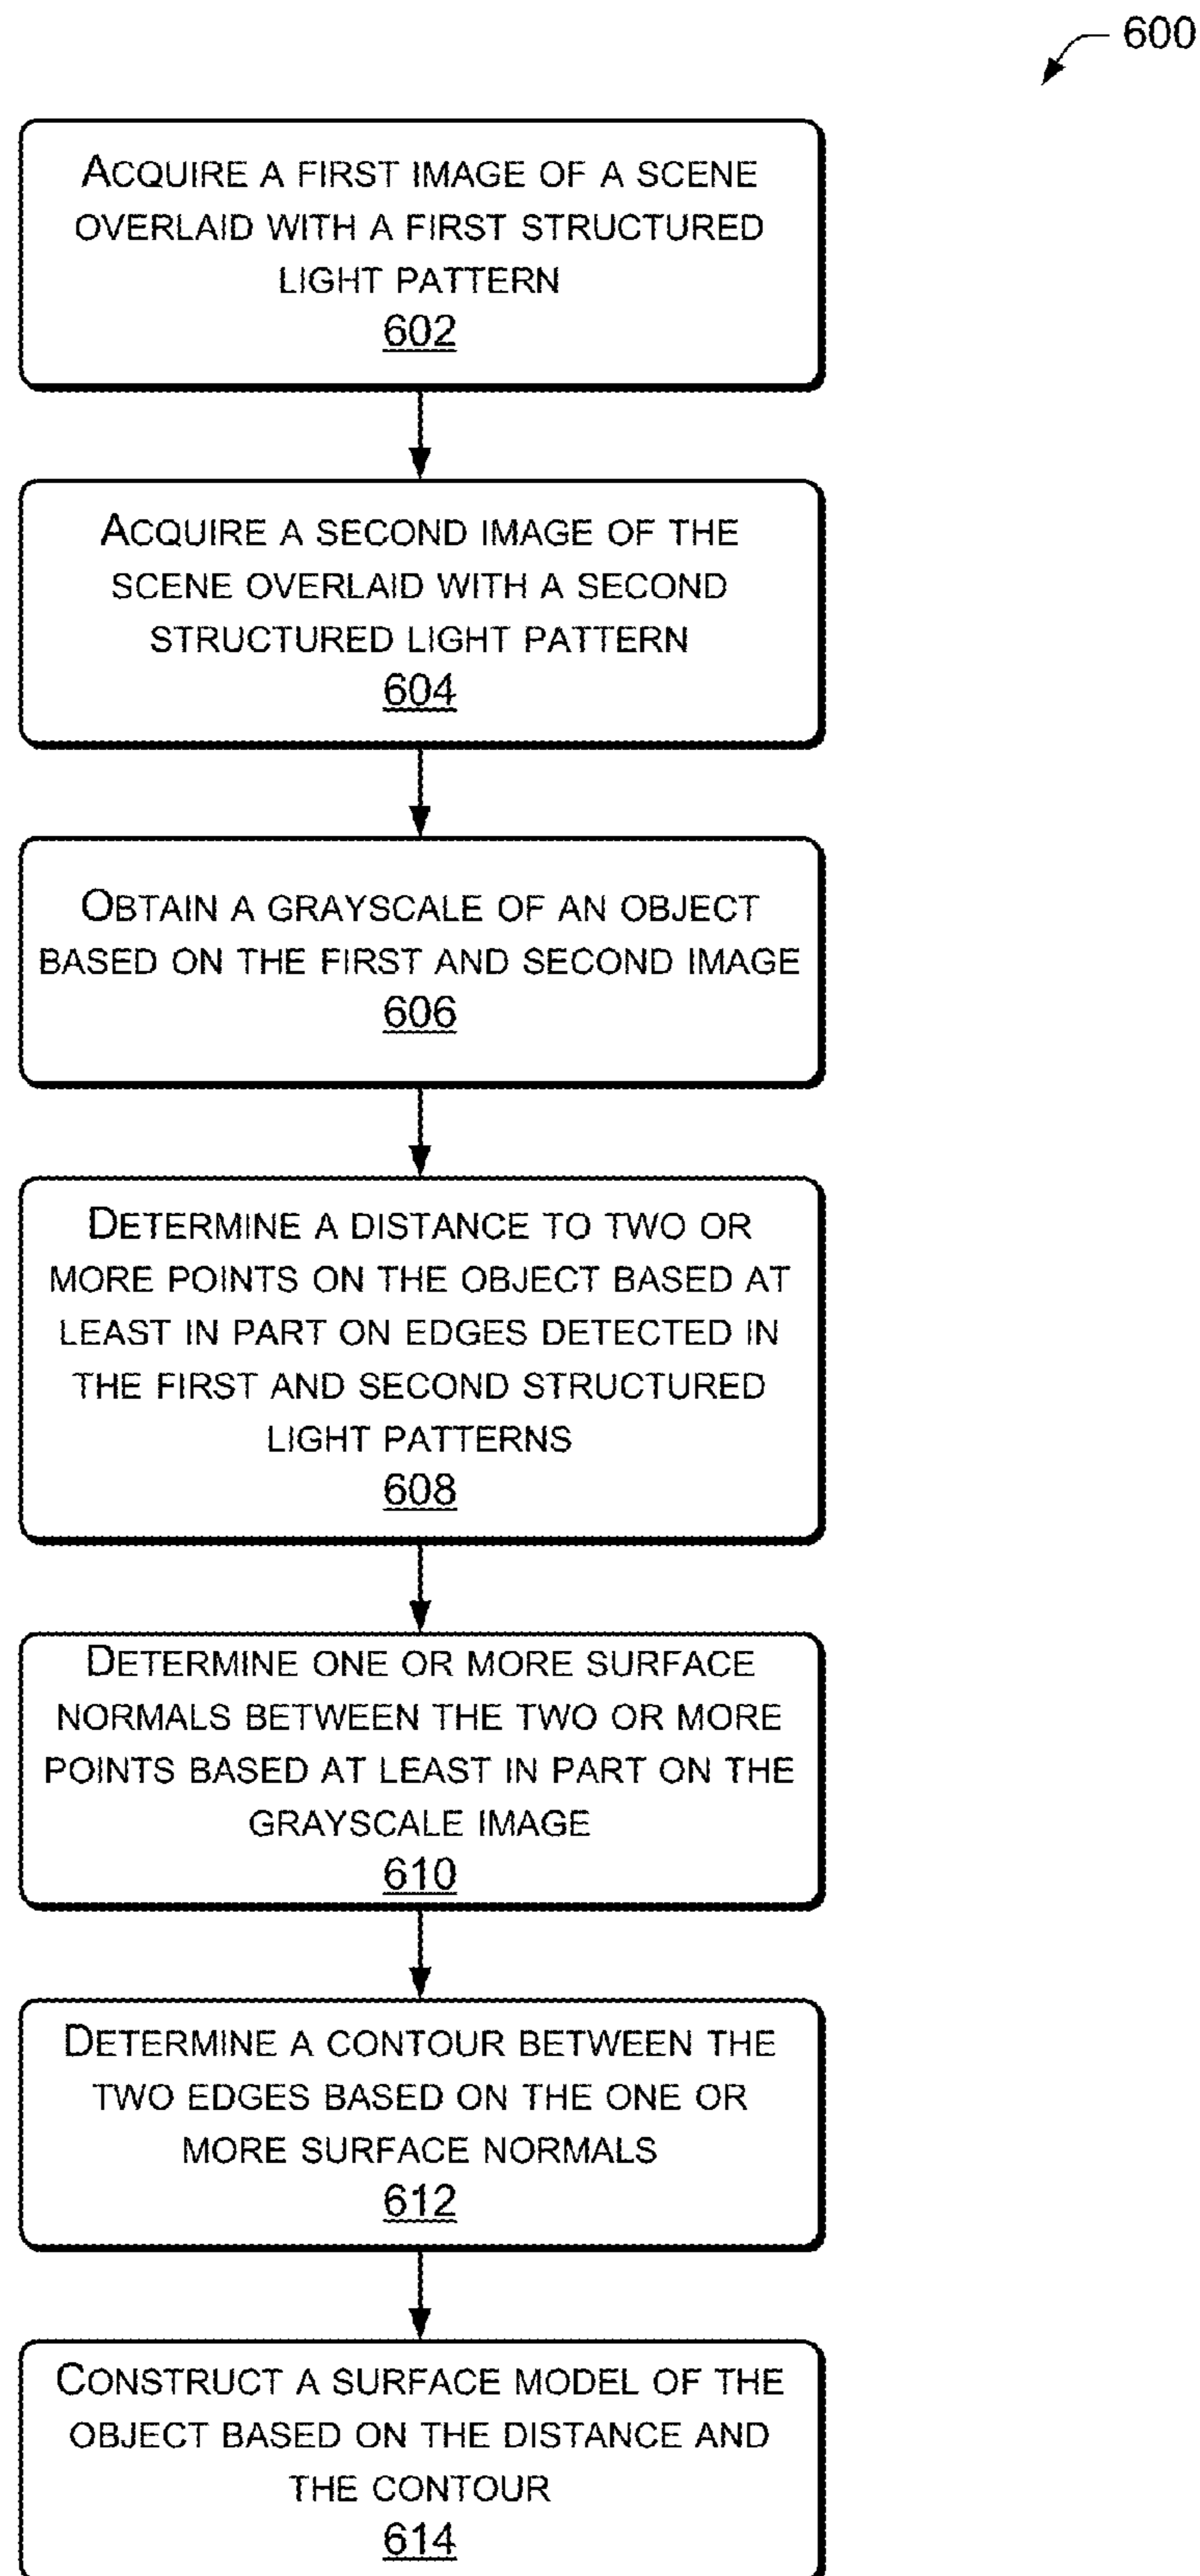 600
ACQUIRE A FIRST IMAGE OF A SCENE
OVERLAID WITH A FIRST STRUCTURED
LIGHT PATTERN
602
ACQUIRE A SECOND IMAGE OF THE
SCENE OVERLAID WITH A SECOND
STRUCTURED LIGHT PATTERN
604
OBTAIN A GRAYSCALE OF AN OBJECT
BASED ON THE FIRST AND SECOND IMAGE
606
DETERMINE A DISTANCE TO TWO OR
MORE POINTS ON THE OBJECT BASED AT
LEAST IN PART ON EDGES DETECTED IN
THE FIRST AND SECOND STRUCTURED
LIGHT PATTERNS
608
DETERMINE ONE OR MORE SURFACE
NORMALS BETWEEN THE TWO OR MORE
POINTS BASED AT LEAST IN PART ON THE
GRAYSCALE IMAGE
610
DETERMINE A CONTOUR BETWEEN THE
TWO EDGES BASED ON THE ONE OR
MORE SURFACE NORMALS
612
CONSTRUCT A SURFACE MODEL OF THE
OBJECT BASED ON THE DISTANCE AND
THE CONTOUR
614